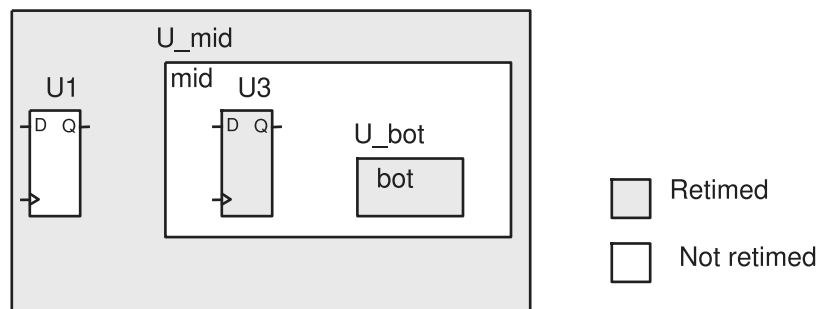 U_mid
mid
U1
U3
D Q
D Q
U_bot
bot
Retimed
Not retimed